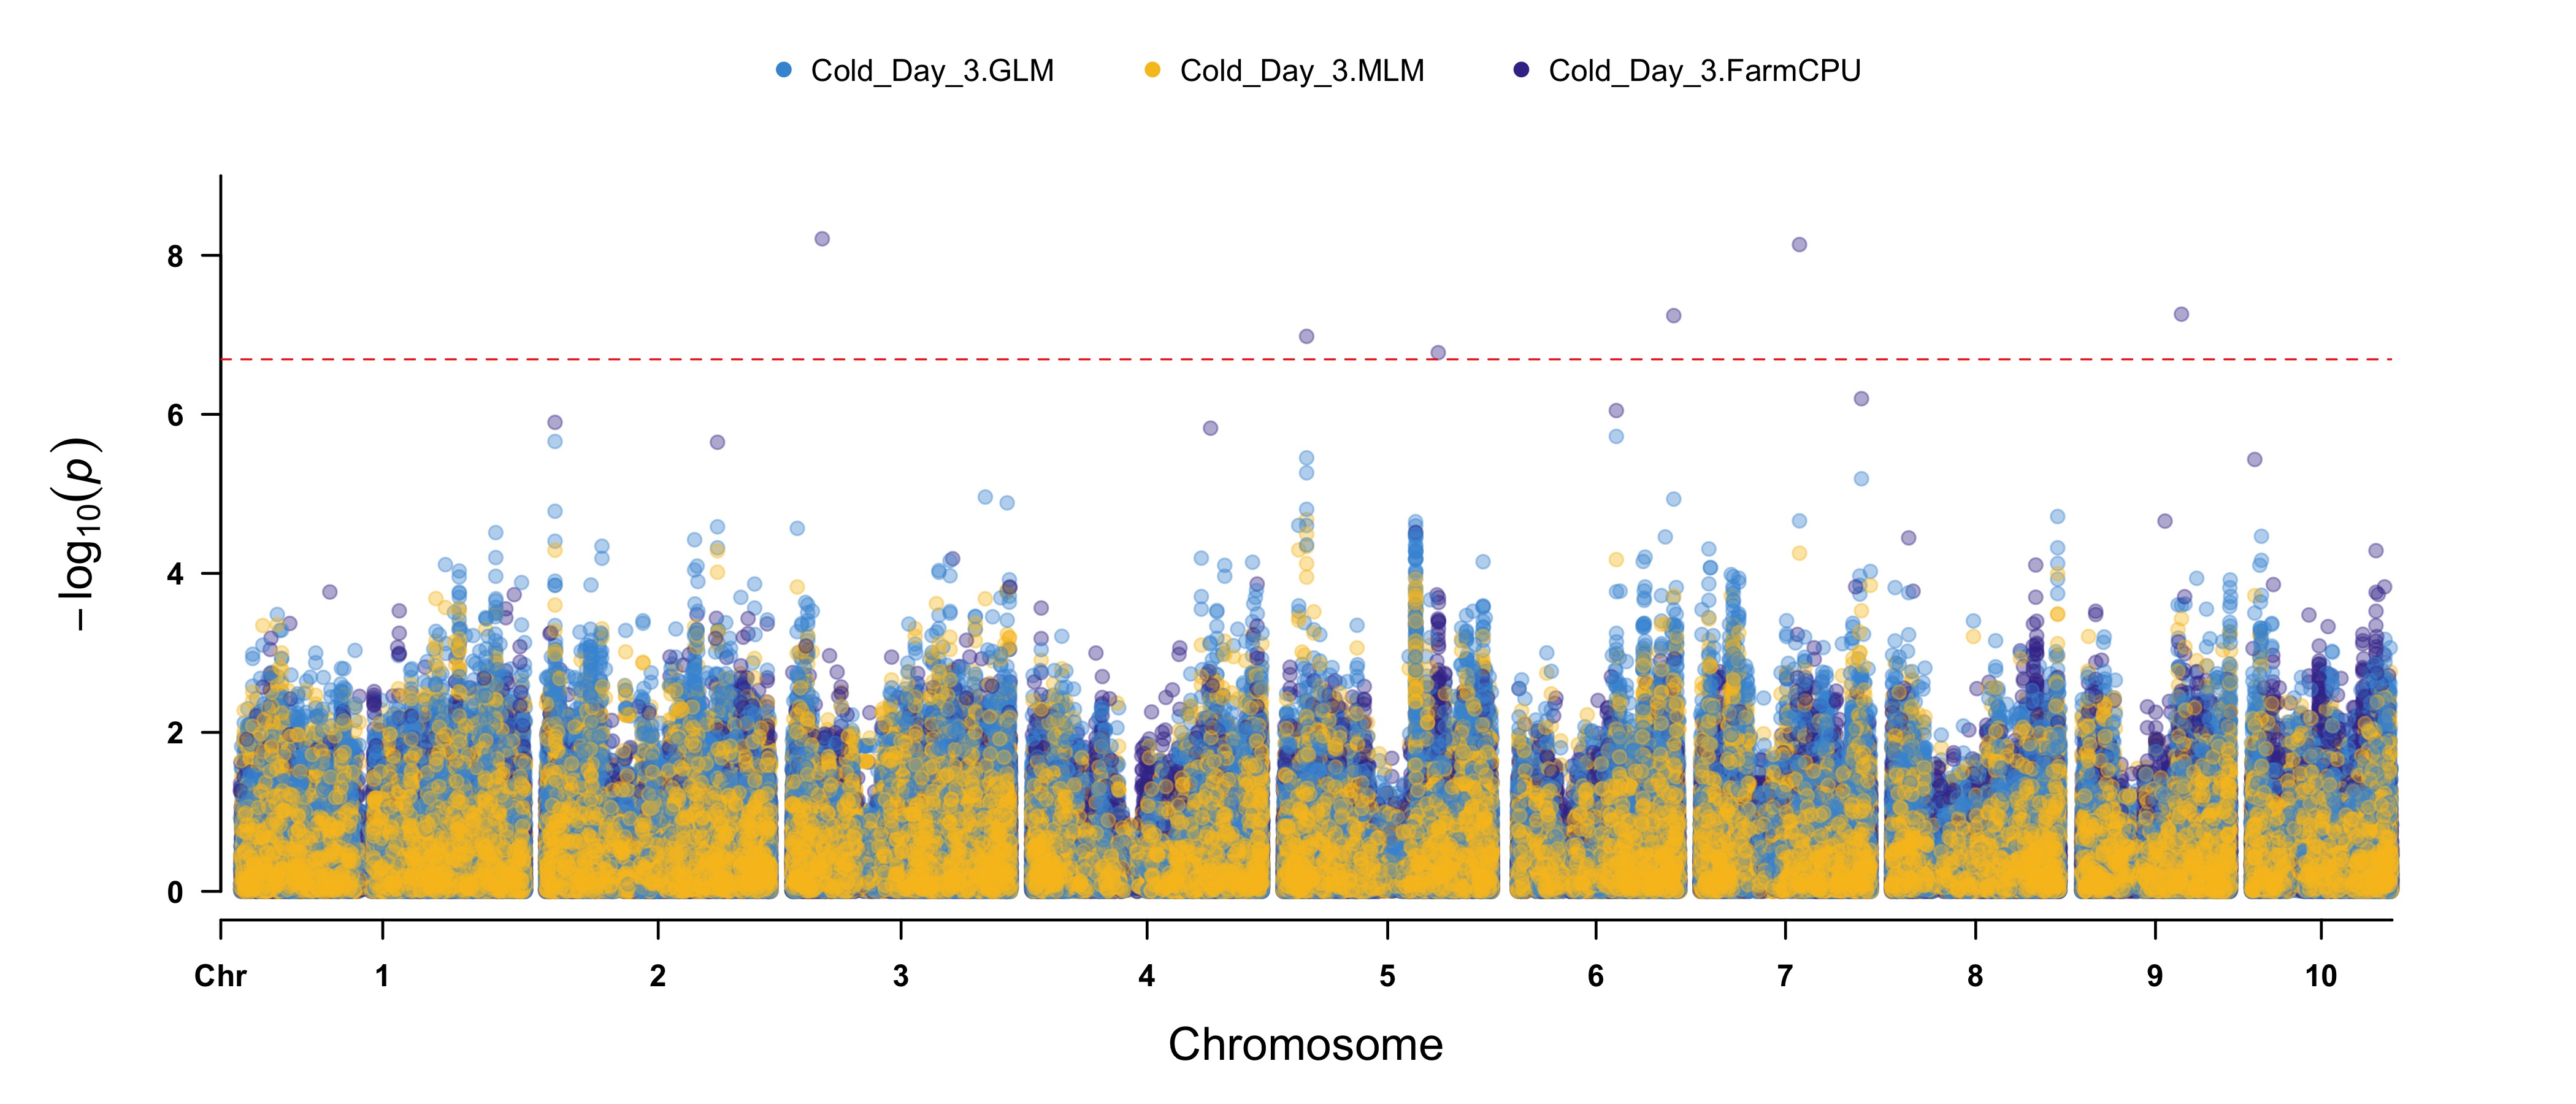 Cold_Day_3.GLM Cold_Day_3.MLM Cold_Day_3.FarmCPU
8
6
4
2
0
−log₁₀(p)
Chr 1 2 3 4 5 6 7 8 9 10
Chromosome